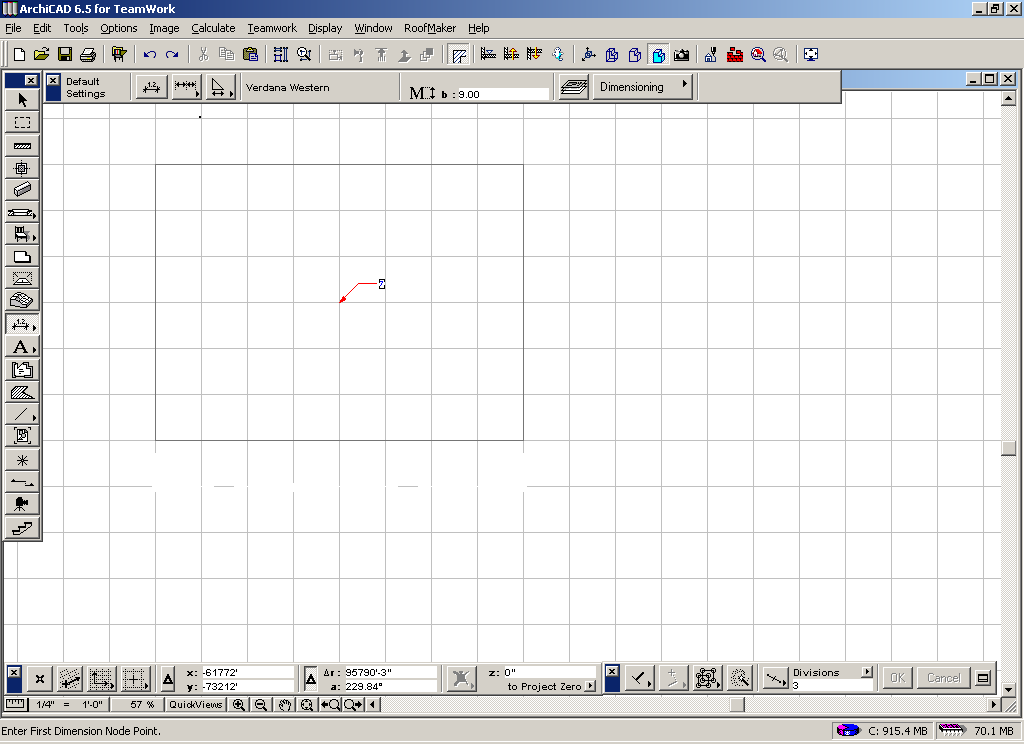 ArchiCAD 6.5 for TeamWork
File Edit Tools Options Image Calculate Teamwork Display Window RoofMaker Help
Default Settings
Verdana Western
M b : 9.00
Dimensioning
A
x: -61772'
y: -73212'
Δr : 95790'-3"
a: 229.84°
z: 0"
to Project Zero
Divisions
3
OK
Cancel
1/4" = 1'-0"
57 %
QuickViews
Enter First Dimension Node Point.
C: 915.4 MB
70.1 MB